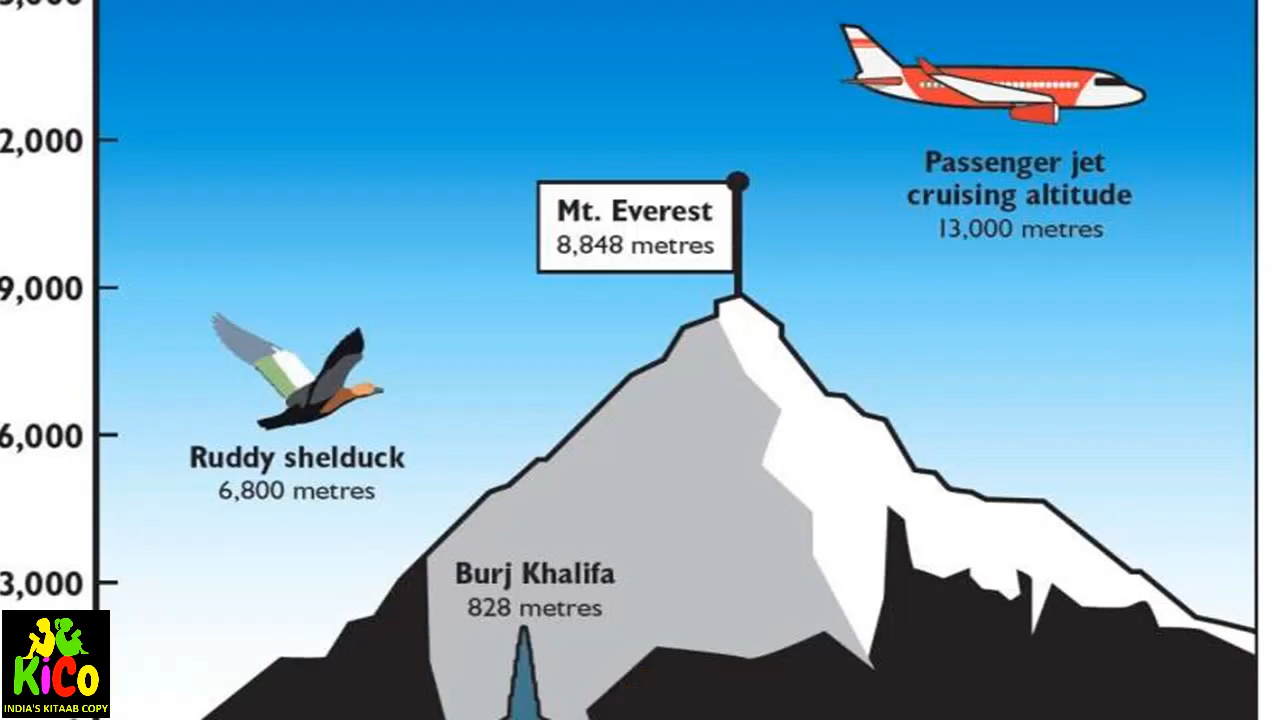 2,000
Passenger jet
cruising altitude
13,000 metres
Mt. Everest
8,848 metres
9,000
Ruddy shelduck
6,800 metres
6,000
Burj Khalifa
828 metres
3,000
KiCo
INDIA'S KITAAB COPY